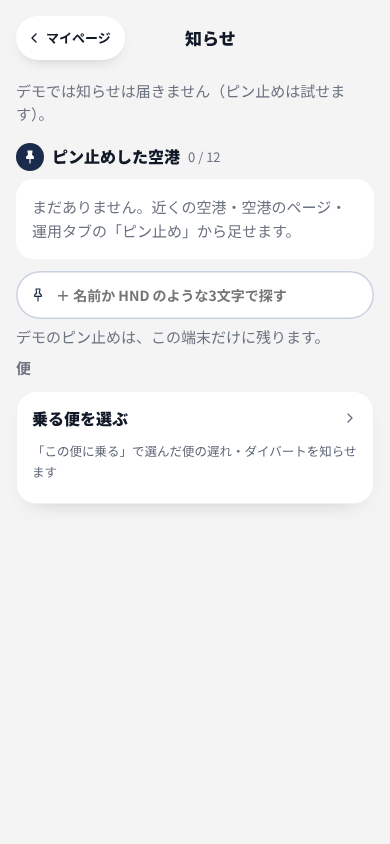 マイページ
知らせ
デモでは知らせは届きません（ピン止めは試せま
す）。
ピン止めした空港 0 / 12
まだありません。近くの空港・空港のページ・
運用タブの「ピン止め」から足せます。
＋ 名前か HND のような3文字で探す
デモのピン止めは、この端末だけに残ります。
便
乗る便を選ぶ
「この便に乗る」で選んだ便の遅れ・ダイバートを知らせ
ます